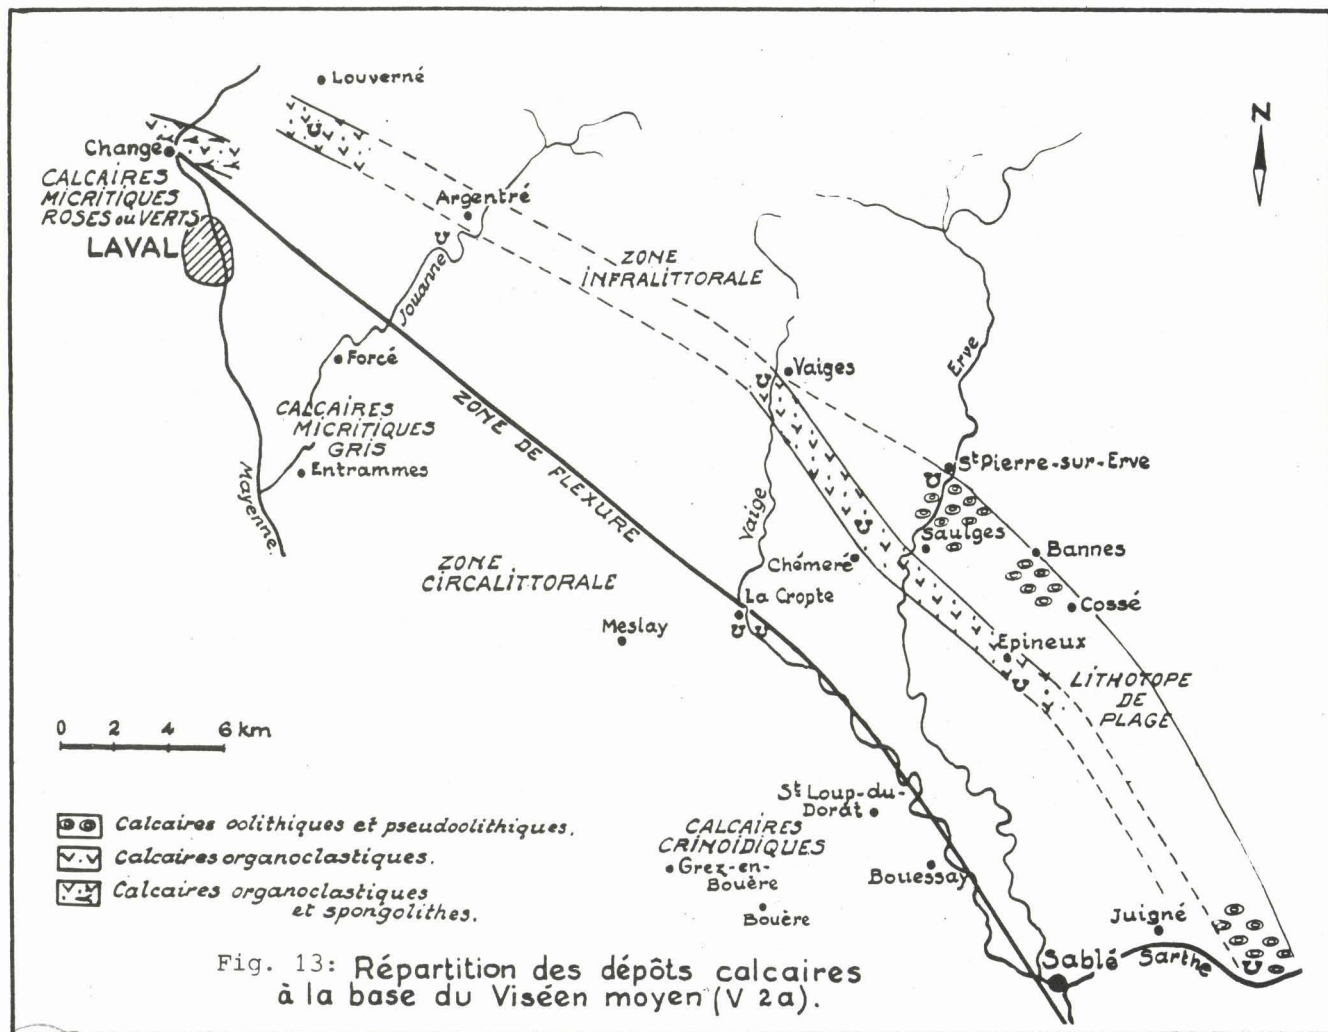 Louverné
N
Changé
CALCAIRES
MICRITIQUES
ROSES ou VERTS
LAVAL
Argentré
Jouanne
ZONE
INFRALITTORALE
Forcé
Vaiges
Erve
CALCAIRES
MICRITIQUES
GRIS
Entrammes
Mayenne.
ZONE DE FLEXURE
St Pierre-sur-Erve
Vaige
Saulges
Bannes
Chémeré
Cossé
ZONE
CIRCALITTORALE
La Cropte
Meslay
Epineux
LITHOTOPE
DE
PLAGE
0 2 4 6 km
St Loup-du-
Dorat
CALCAIRES
CRINOIDIQUES
Grez-en-
Bouère
Bouère
Bouessay
Juigné
Sablé
Sarthe
Calcaires oolithiques et pseudoolithiques.
Calcaires organoclastiques.
Calcaires organoclastiques
et spongolithes.
Fig. 13: Répartition des dépôts calcaires
à la base du Viséen moyen (V 2a).